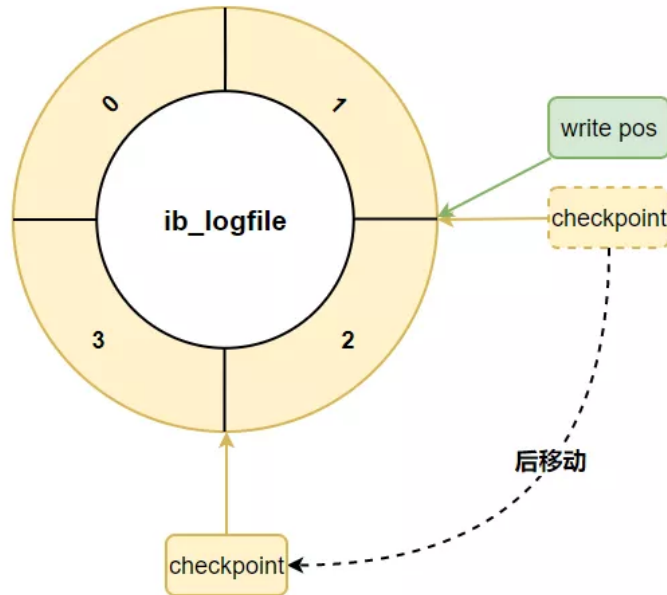 0
1
write pos
ib_logfile
checkpoint
3
2
后移动
checkpoint